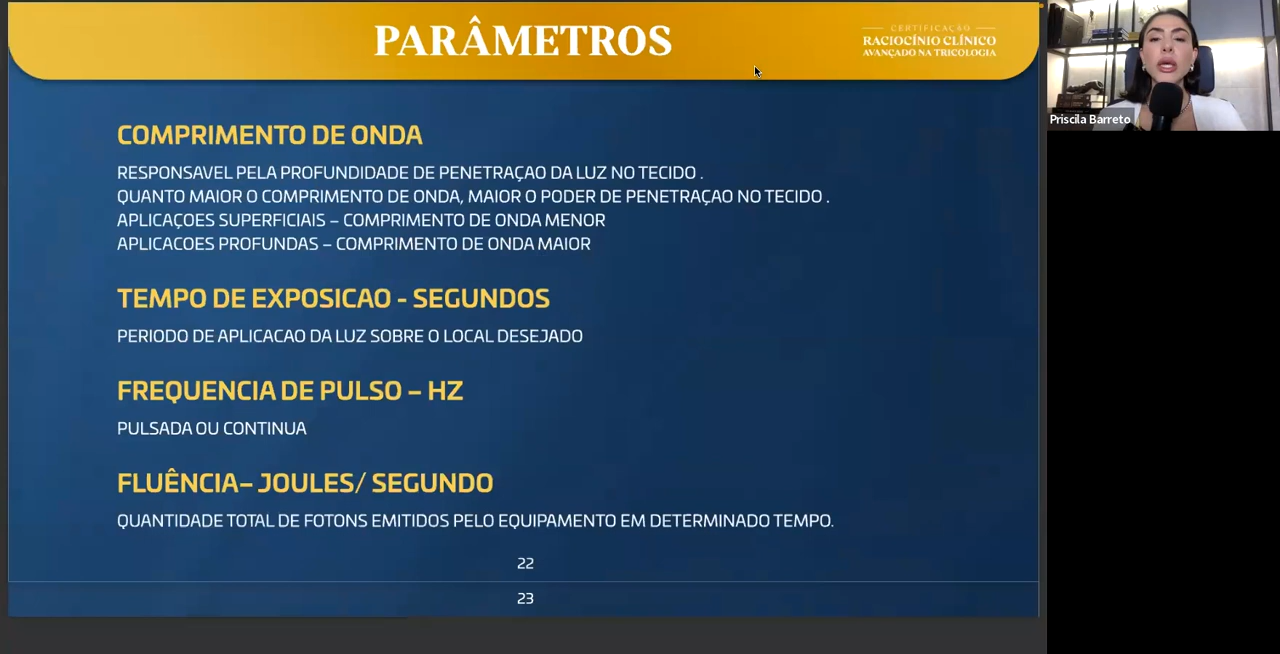 PARÂMETROS
CERTIFICAÇÃO
RACIOCÍNIO CLÍNICO
AVANÇADO NA TRICOLOGIA
Priscila Barreto
COMPRIMENTO DE ONDA
RESPONSAVEL PELA PROFUNDIDADE DE PENETRAÇAO DA LUZ NO TECIDO .
QUANTO MAIOR O COMPRIMENTO DE ONDA, MAIOR O PODER DE PENETRAÇAO NO TECIDO .
APLICAÇOES SUPERFICIAIS – COMPRIMENTO DE ONDA MENOR
APLICACOES PROFUNDAS – COMPRIMENTO DE ONDA MAIOR
TEMPO DE EXPOSICAO - SEGUNDOS
PERIODO DE APLICACAO DA LUZ SOBRE O LOCAL DESEJADO
FREQUENCIA DE PULSO – HZ
PULSADA OU CONTINUA
FLUÊNCIA– JOULES/ SEGUNDO
QUANTIDADE TOTAL DE FOTONS EMITIDOS PELO EQUIPAMENTO EM DETERMINADO TEMPO.
22
23